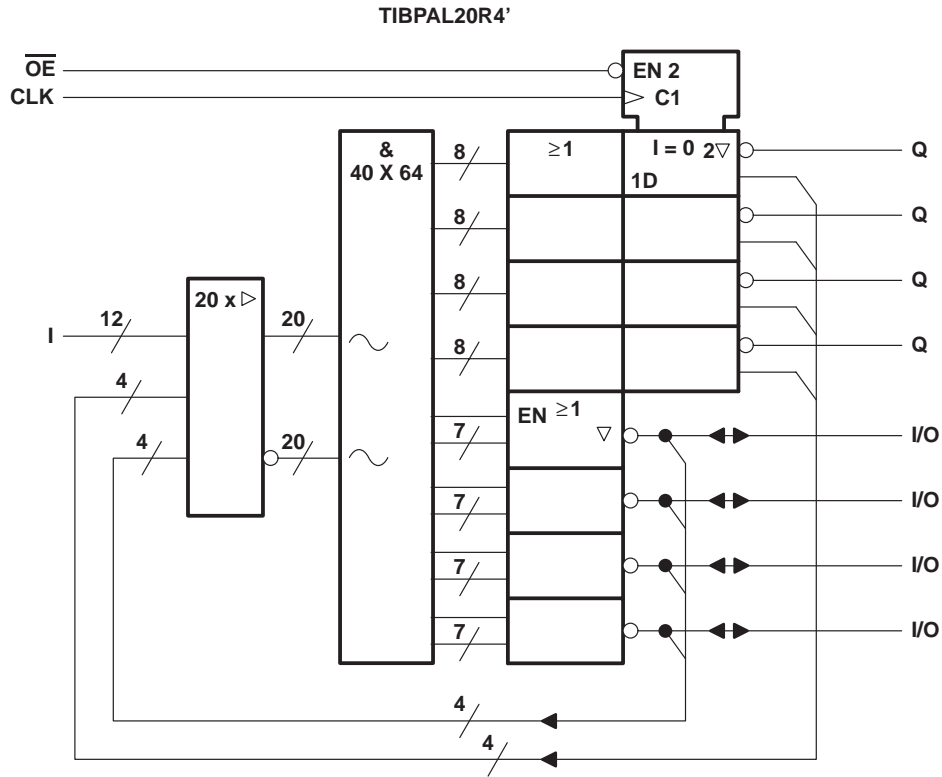 TIBPAL20R4’
OE
EN 2
CLK
C1
&
40 X 64
8
≥1
I = 0 2▽
1D
Q
8
Q
8
Q
20 x ▷
I
12
20
8
Q
4
EN ≥1
▽
7
I/O
4
20
7
I/O
7
I/O
7
I/O
4
4